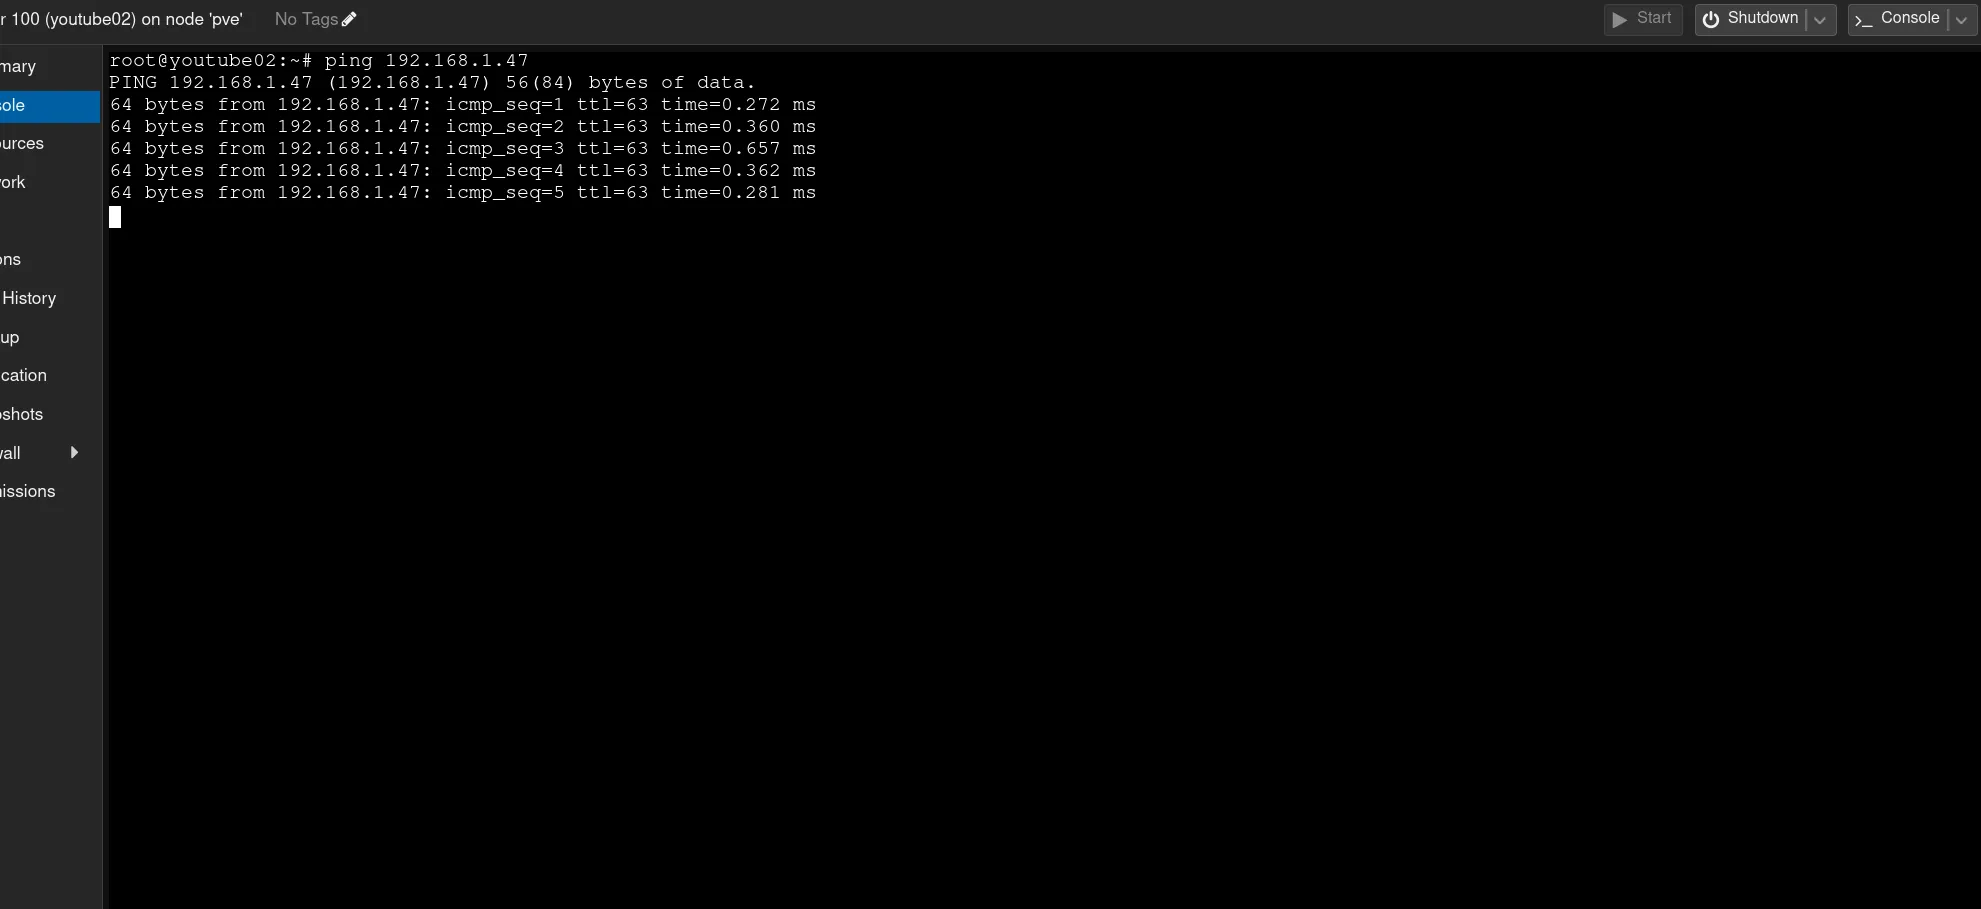 r 100 (youtube02) on node 'pve'
No Tags
Start
Shutdown
Console
mary
sole
ources
ork
ons
History
up
cation
shots
wall
issions
root@youtube02:~# ping 192.168.1.47
PING 192.168.1.47 (192.168.1.47) 56(84) bytes of data.
64 bytes from 192.168.1.47: icmp_seq=1 ttl=63 time=0.272 ms
64 bytes from 192.168.1.47: icmp_seq=2 ttl=63 time=0.360 ms
64 bytes from 192.168.1.47: icmp_seq=3 ttl=63 time=0.657 ms
64 bytes from 192.168.1.47: icmp_seq=4 ttl=63 time=0.362 ms
64 bytes from 192.168.1.47: icmp_seq=5 ttl=63 time=0.281 ms